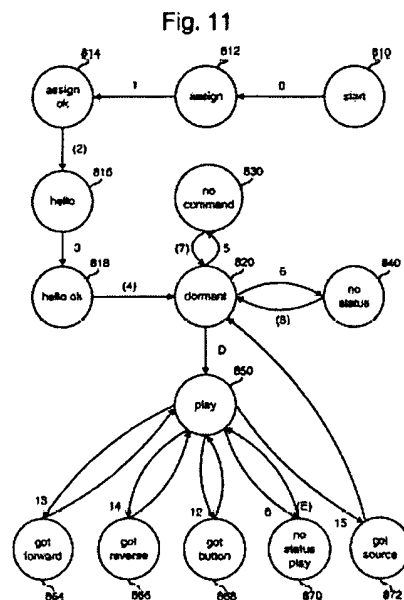 Fig. 11
814
812
810
assign
ok
1
assign
0
start
(2)
816
830
hello
no
command
3
(7)
5
818
820
840
hello ok
(4)
dormant
6
no
status
(8)
D
850
play
13
14
12
6
(E)
15
got
forward
got
reverse
got
button
no
status
play
got
source
864
866
868
870
872